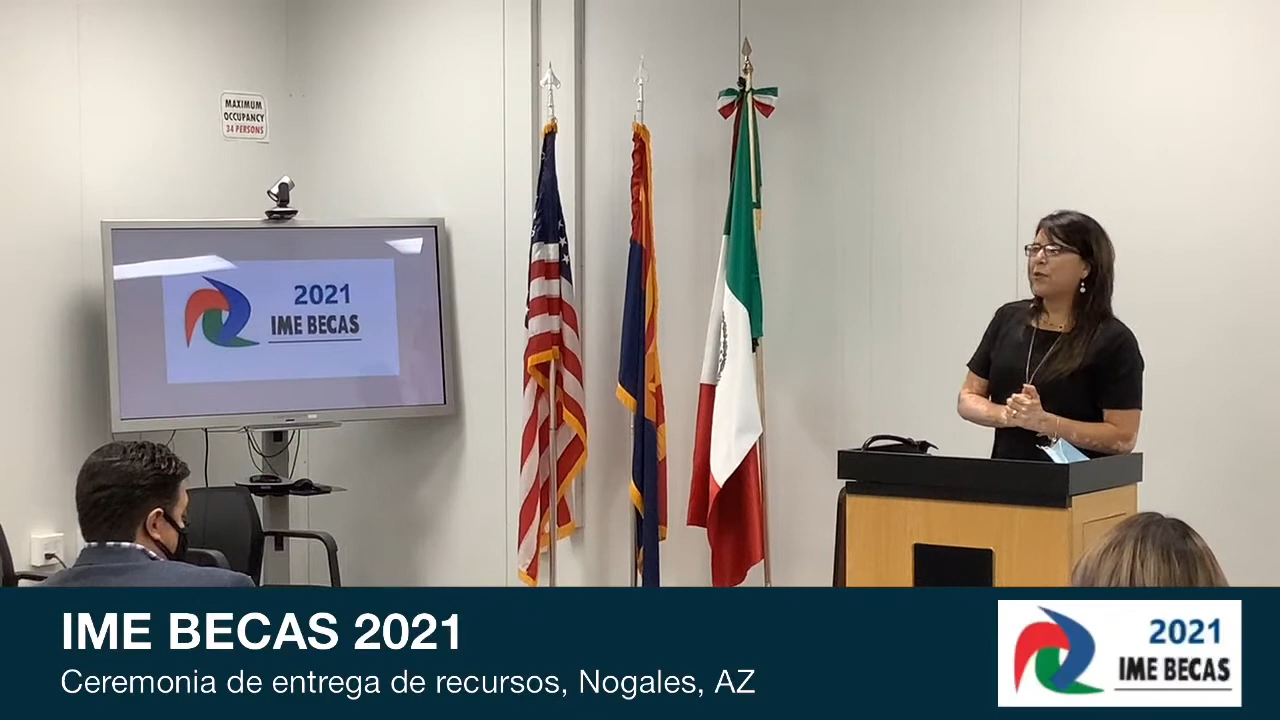 MAXIMUM
OCCUPANCY
34 PERSONS
2021
IME BECAS
IME BECAS 2021
Ceremonia de entrega de recursos, Nogales, AZ
2021
IME BECAS